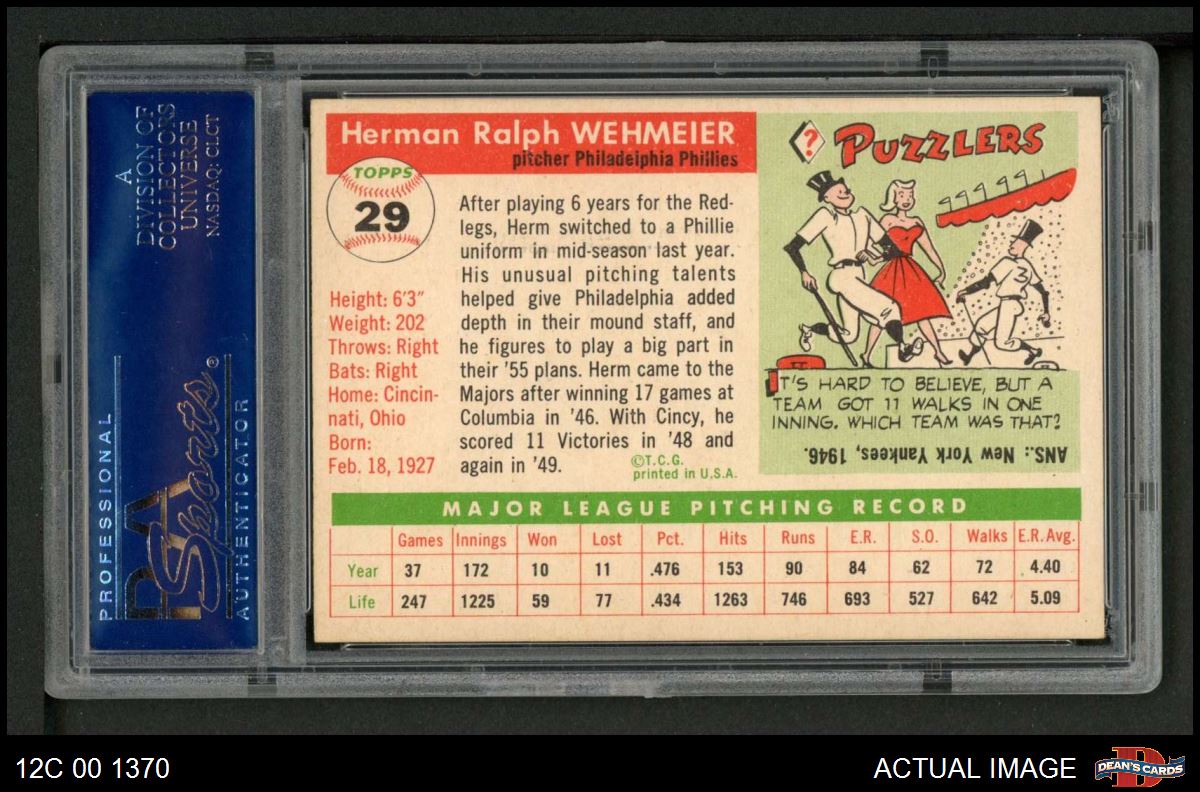 A
DIVISION OF
COLLECTORS
UNIVERSE
NASDAQ: CLCT
PROFESSIONAL
PSA
Sports®
AUTHENTICATOR
Herman Ralph WEHMEIER
pitcher Philadelphia Phillies
TOPPS
29
Height: 6'3"
Weight: 202
Throws: Right
Bats: Right
Home: Cincin-
nati, Ohio
Born:
Feb. 18, 1927
After playing 6 years for the Red-
legs, Herm switched to a Phillie
uniform in mid-season last year.
His unusual pitching talents
helped give Philadelphia added
depth in their mound staff, and
he figures to play a big part in
their '55 plans. Herm came to the
Majors after winning 17 games at
Columbia in '46. With Cincy, he
scored 11 Victories in '48 and
again in '49.
©T.C.G.
printed in U.S.A.
? PUZZLERS
3
IT'S HARD TO BELIEVE, BUT A
TEAM GOT 11 WALKS IN ONE
INNING. WHICH TEAM WAS THAT?
ANS.: New York Yankees, 1946.
MAJOR LEAGUE PITCHING RECORD
Games Innings Won Lost Pct. Hits Runs E.R. S.O. Walks E.R. Avg.
Year 37 172 10 11 .476 153 90 84 62 72 4.40
Life 247 1225 59 77 .434 1263 746 693 527 642 5.09
12C 00 1370
ACTUAL IMAGE
D
DEAN'S CARDS